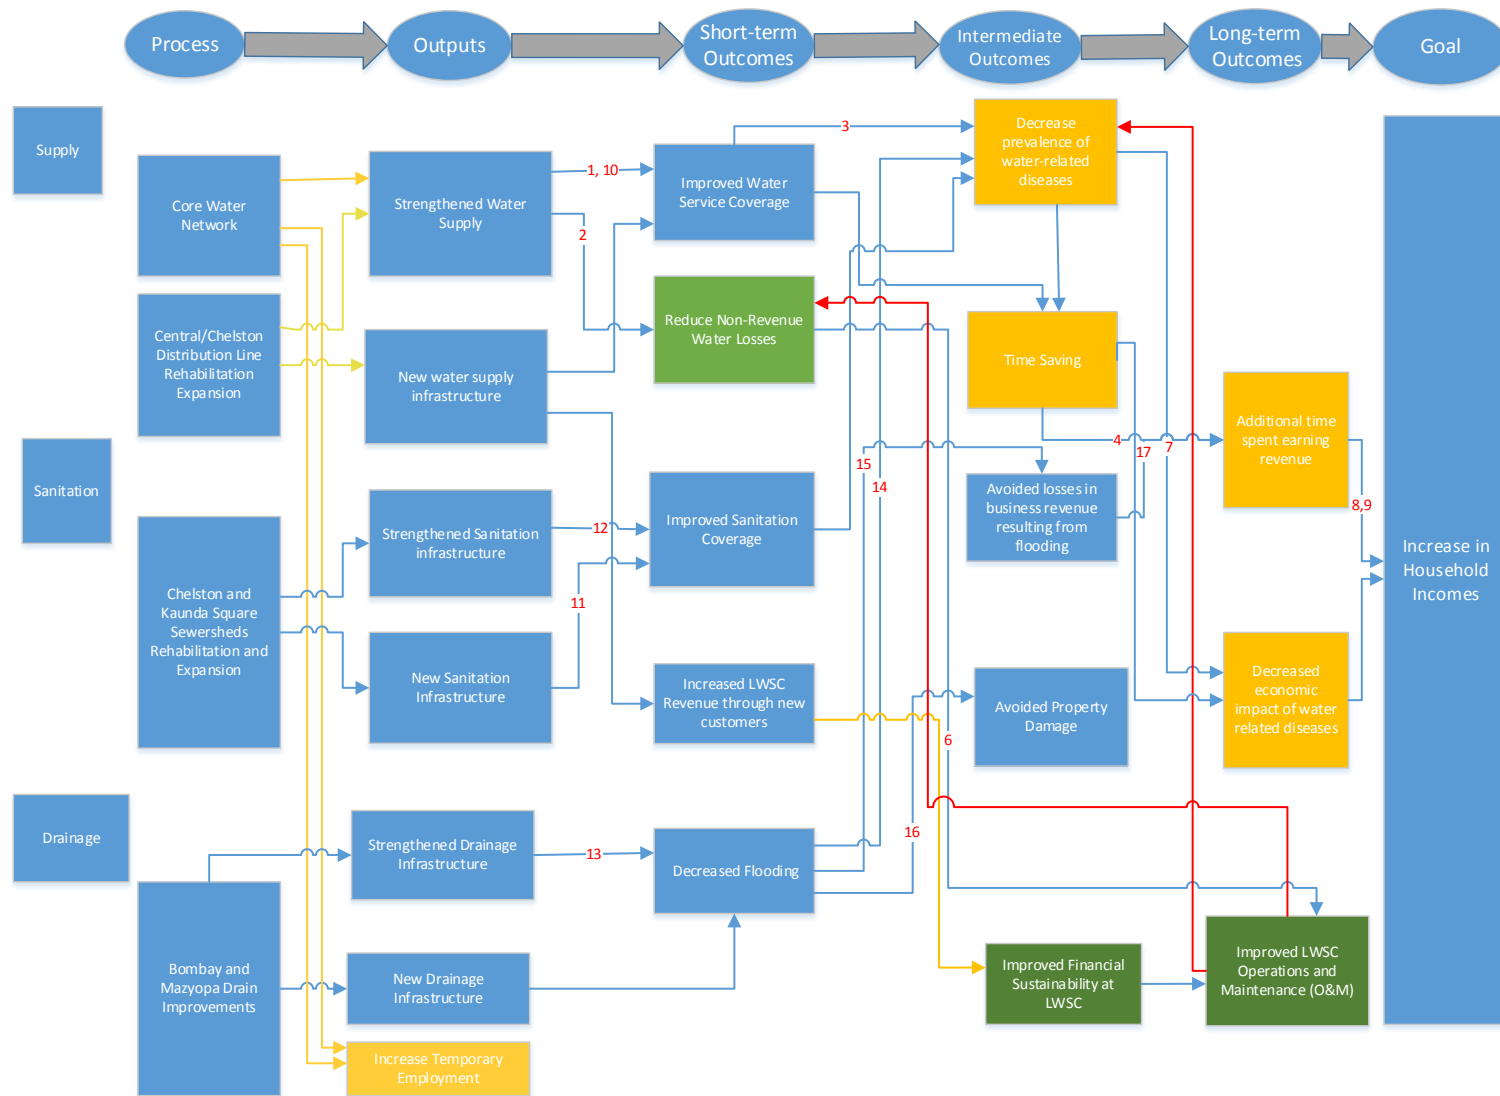 Process
Outputs
Short-term
Outcomes
Intermediate
Outcomes
Long-term
Outcomes
Goal
Supply
Core Water
Network
Central/Chelston
Distribution Line
Rehabilitation
Expansion
Sanitation
Chelston and
Kaunda Square
Sewersheds
Rehabilitation and
Expansion
Drainage
Bombay and
Mazyopa Drain
Improvements
Strengthened Water
Supply
New water supply
infrastructure
Strengthened Sanitation
infrastructure
New Sanitation
Infrastructure
Strengthened Drainage
Infrastructure
New Drainage
Infrastructure
Increase Temporary
Employment
1, 10
2
12
11
13
Improved Water
Service Coverage
Reduce Non-Revenue
Water Losses
Improved Sanitation
Coverage
Increased LWSC
Revenue through new
customers
Decreased Flooding
3
15
14
16
6
Decrease
prevalence of
water-related
diseases
Time Saving
Avoided losses in
business revenue
resulting from
flooding
Avoided Property
Damage
Improved Financial
Sustainability at
LWSC
4
17
7
Additional time
spent earning
revenue
Decreased
economic
impact of water
related diseases
Improved LWSC
Operations and
Maintenance (O&M)
8,9
Increase in
Household
Incomes